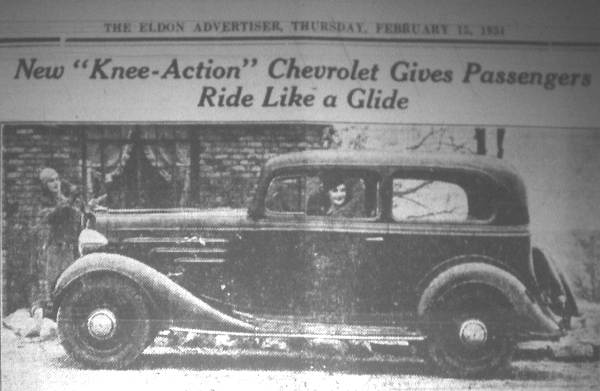 THE ELDON ADVERTISER, THURSDAY, FEBRUARY 15, 1934
New "Knee-Action" Chevrolet Gives Passengers
Ride Like a Glide